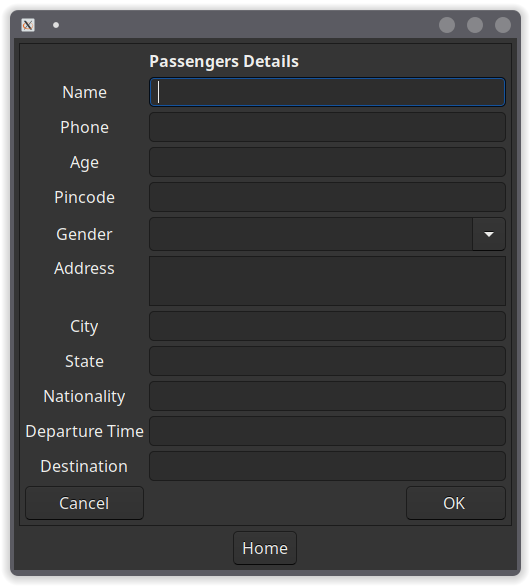 Passengers Details
Name
Phone
Age
Pincode
Gender
Address
City
State
Nationality
Departure Time
Destination
Cancel OK
Home